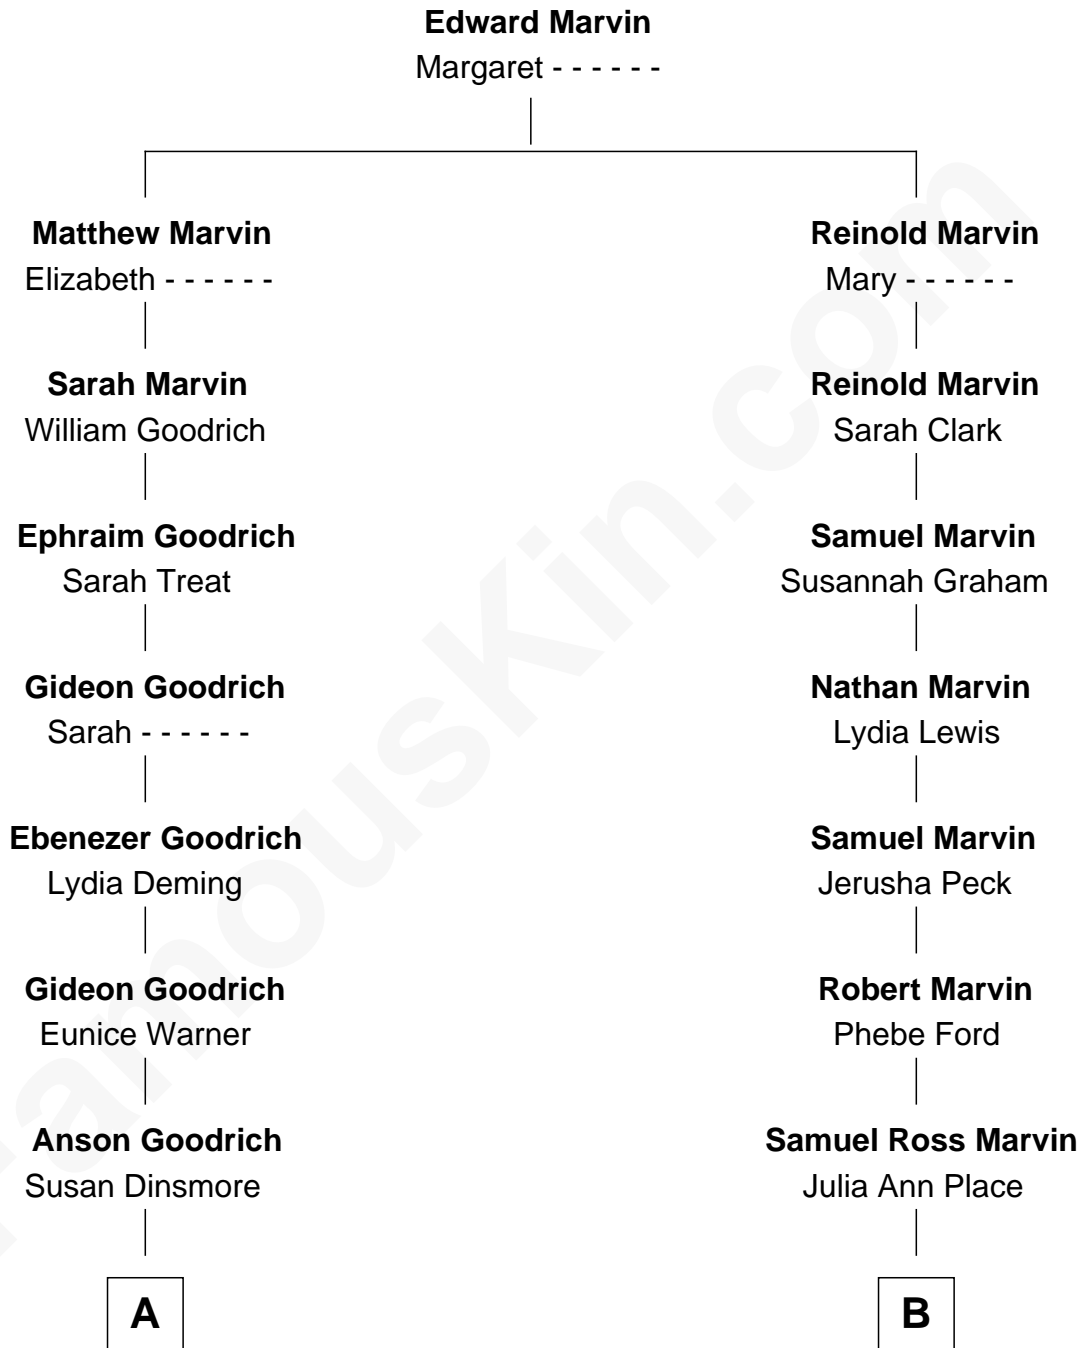 Edward Marvin
Margaret - - - - - -
Matthew Marvin
Elizabeth - - - - - -
Reinold Marvin
Mary - - - - - -
Sarah Marvin
William Goodrich
Reinold Marvin
Sarah Clark
Ephraim Goodrich
Sarah Treat
Samuel Marvin
Susannah Graham
Gideon Goodrich
Sarah - - - - - -
Nathan Marvin
Lydia Lewis
Ebenezer Goodrich
Lydia Deming
Samuel Marvin
Jerusha Peck
Gideon Goodrich
Eunice Warner
Robert Marvin
Phebe Ford
Anson Goodrich
Susan Dinsmore
Samuel Ross Marvin
Julia Ann Place
A
B
FamousKin.com